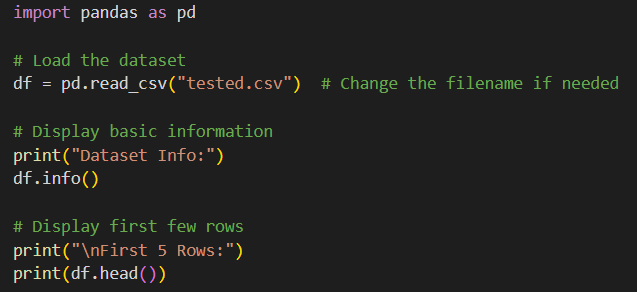 import pandas as pd
# Load the dataset
df = pd.read_csv("tested.csv")  # Change the filename if needed
# Display basic information
print("Dataset Info:")
df.info()
# Display first few rows
print("\nFirst 5 Rows:")
print(df.head())